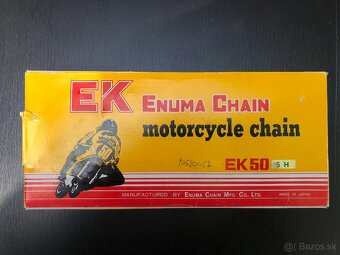 EK ENUMA CHAIN
motorcycle chain
EK50 SH
MANUFACTURED BY ENUMA CHAIN MFG. CO., LTD. MADE IN JAPAN
Bazos.sk